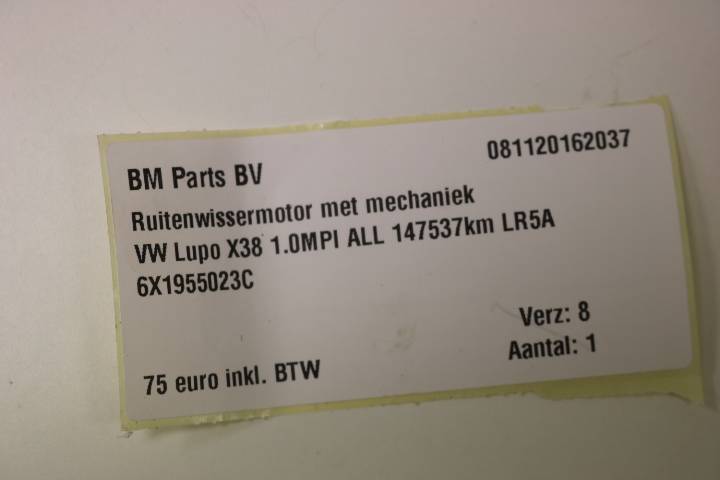 BM Parts BV
081120162037
Ruitenwissermotor met mechaniek
VW Lupo X38 1.0MPI ALL 147537km LR5A
6X1955023C
Verz: 8
Aantal: 1
75 euro inkl. BTW